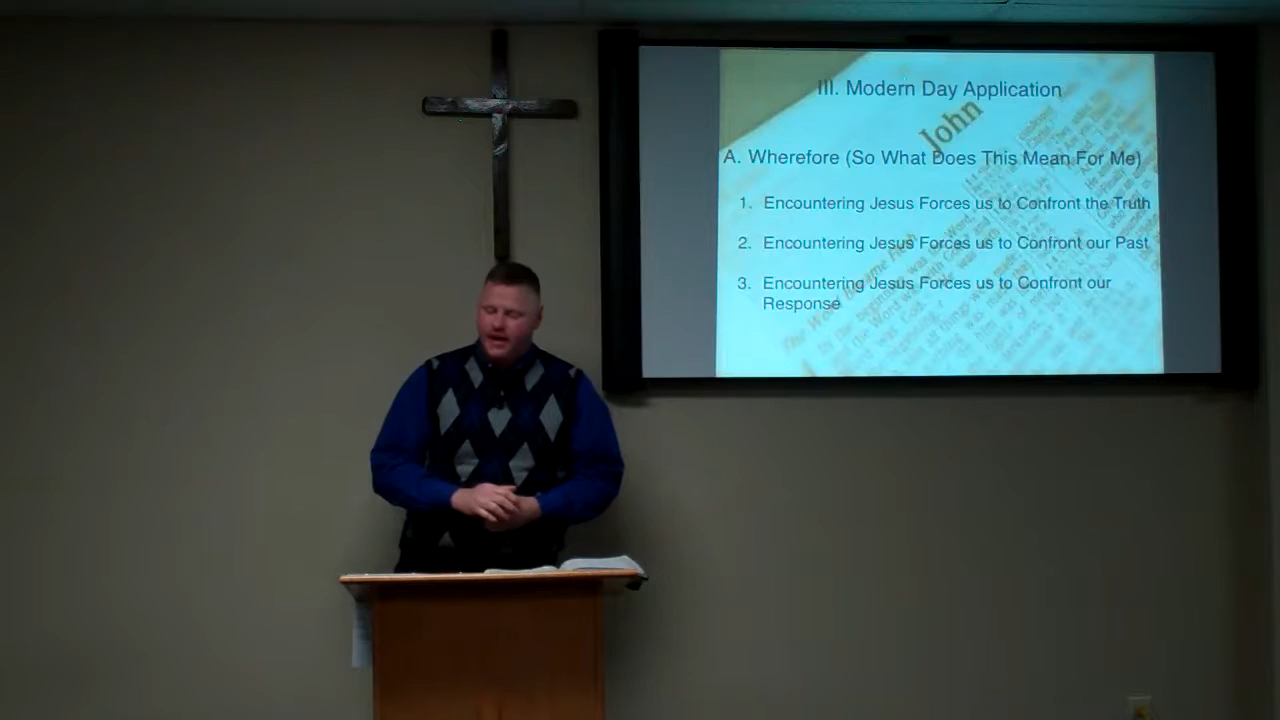 III. Modern Day Application
John
A. Wherefore (So What Does This Mean For Me)
1. Encountering Jesus Forces us to Confront the Truth
2. Encountering Jesus Forces us to Confront our Past
3. Encountering Jesus Forces us to Confront our
Response